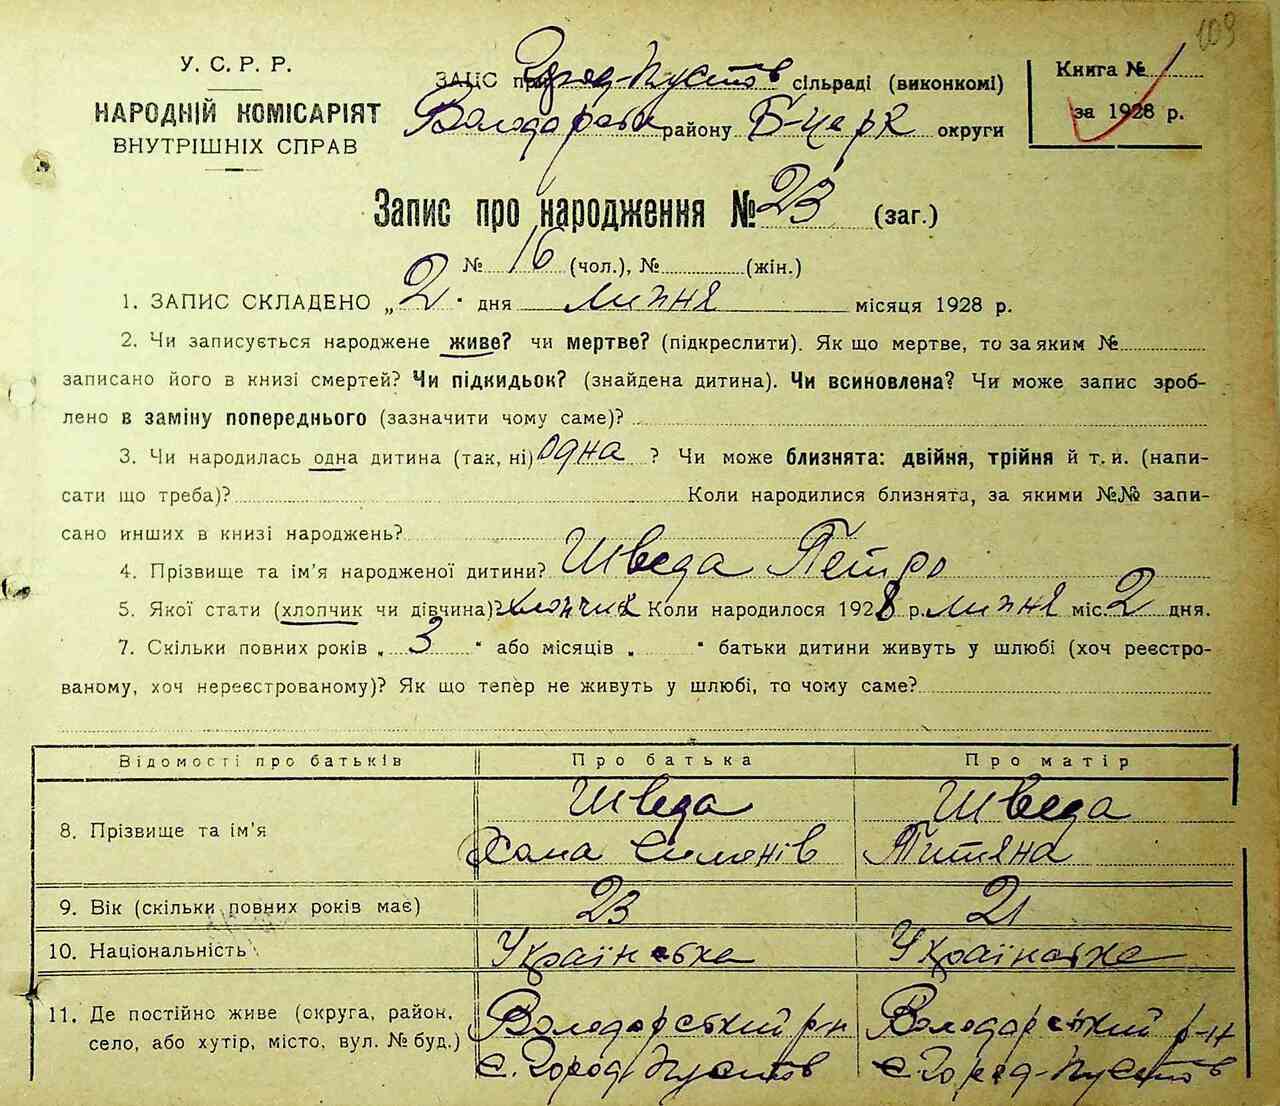 109
У. С. Р. Р.
НАРОДНІЙ КОМІСАРІЯТ
ВНУТРІШНІХ СПРАВ
ЗАЦС при Город-Пустов сільраді (виконкомі)
Володарськ району Б-Церк округи
Книга №
за 1928 р.
Запис про народження № 23 (заг.)
№ 16 (чол.), № (жін.)
1. ЗАПИС СКЛАДЕНО „2" дня липня місяця 1928 р.
2. Чи записується народжене живе? чи мертве? (підкреслити). Як що мертве, то за яким №
записано його в книзі смертей? Чи підкидьок? (знайдена дитина). Чи всиновлена? Чи може запис зроб-
лено в заміну попереднього (зазначити чому саме)?
3. Чи народилась одна дитина (так, ні) одна ? Чи може близнята: двійня, трійня й т. и. (напи-
сати що треба)? Коли народилися близнята, за якими №№ запи-
сано инших в книзі народжень?
4. Прізвище та ім'я народженої дитини? Шведа Петро
5. Якої стати (хлопчик чи дівчина)? хлопчик Коли народилося 1928 р. липня міс. 2 дня.
7. Скільки повних років „ 3 " або місяців „ " батьки дитини живуть у шлюбі (хоч реєстро-
ваному, хоч нереєстрованому)? Як що тепер не живуть у шлюбі, то чому саме?
Відомості про батьків Про батька Про матір
8. Прізвище та ім'я Шведа Шведа
Хома Симонів Титяна
9. Вік (скільки повних років має) 23 21
10. Національність Українська Українська
11. Де постійно живе (округа, район, Володарський р-н Володарський р-н
село, або хутір, місто, вул. № буд.) с. Город-Пустов с. Город-Пустов